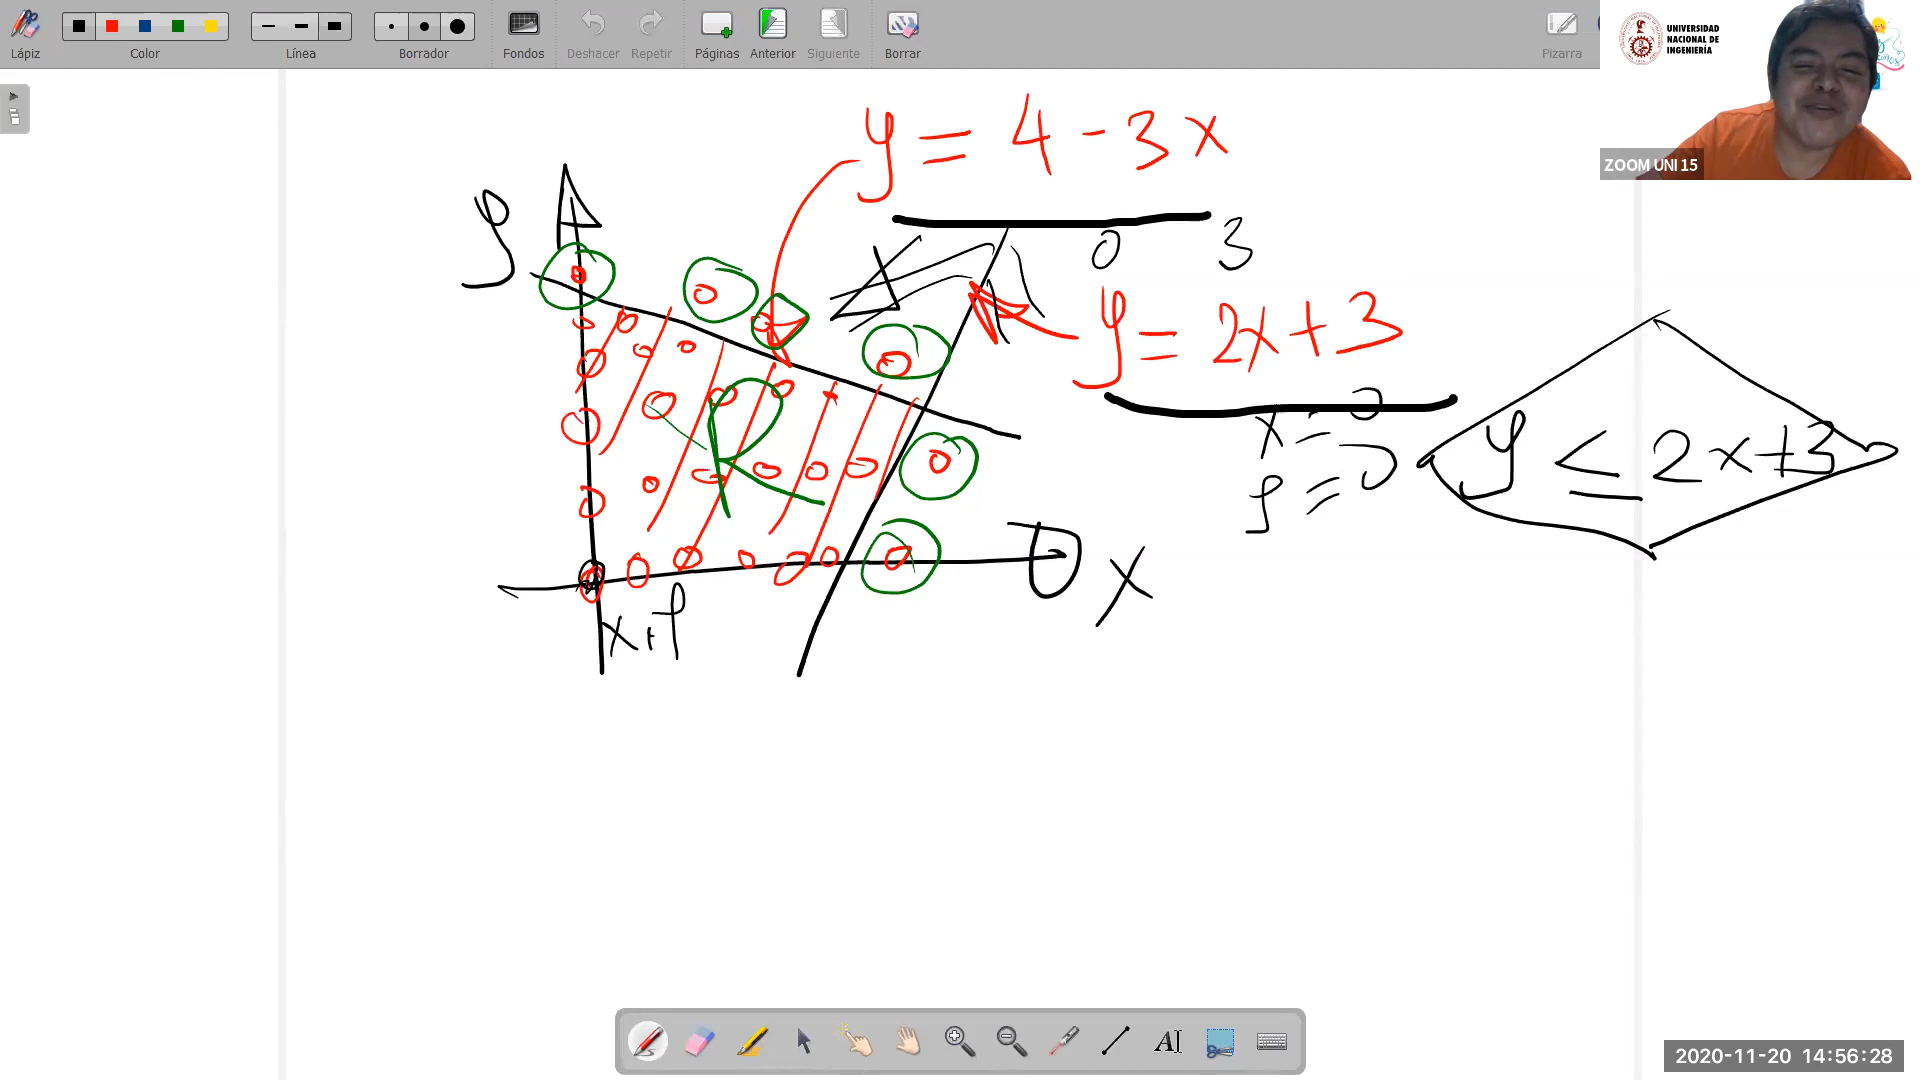 Lápiz
Color
Línea
Borrador
Fondos
Deshacer
Repetir
Páginas
Anterior
Siguiente
Borrar
Pizarra
UNIVERSIDAD
NACIONAL DE
INGENIERÍA
ZOOM UNI 15
y = 4 - 3x
y
0 3
y = 2x + 3
x = 0
y = 0
y ≤ 2x+3
R
x
x+y
AI
2020-11-20 14:56:28